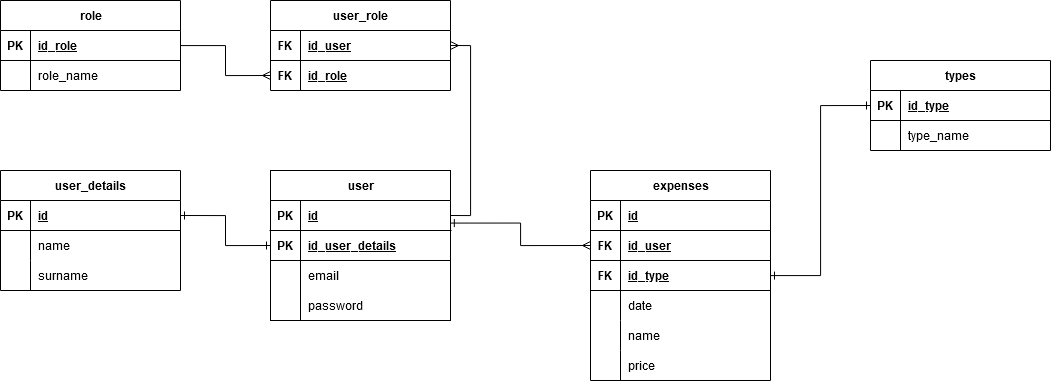 role
PK id_role
role_name
user_role
FK id_user
FK id_role
types
PK id_type
type_name
user_details
PK id
name
surname
user
PK id
PK id_user_details
email
password
expenses
PK id
FK id_user
FK id_type
date
name
price